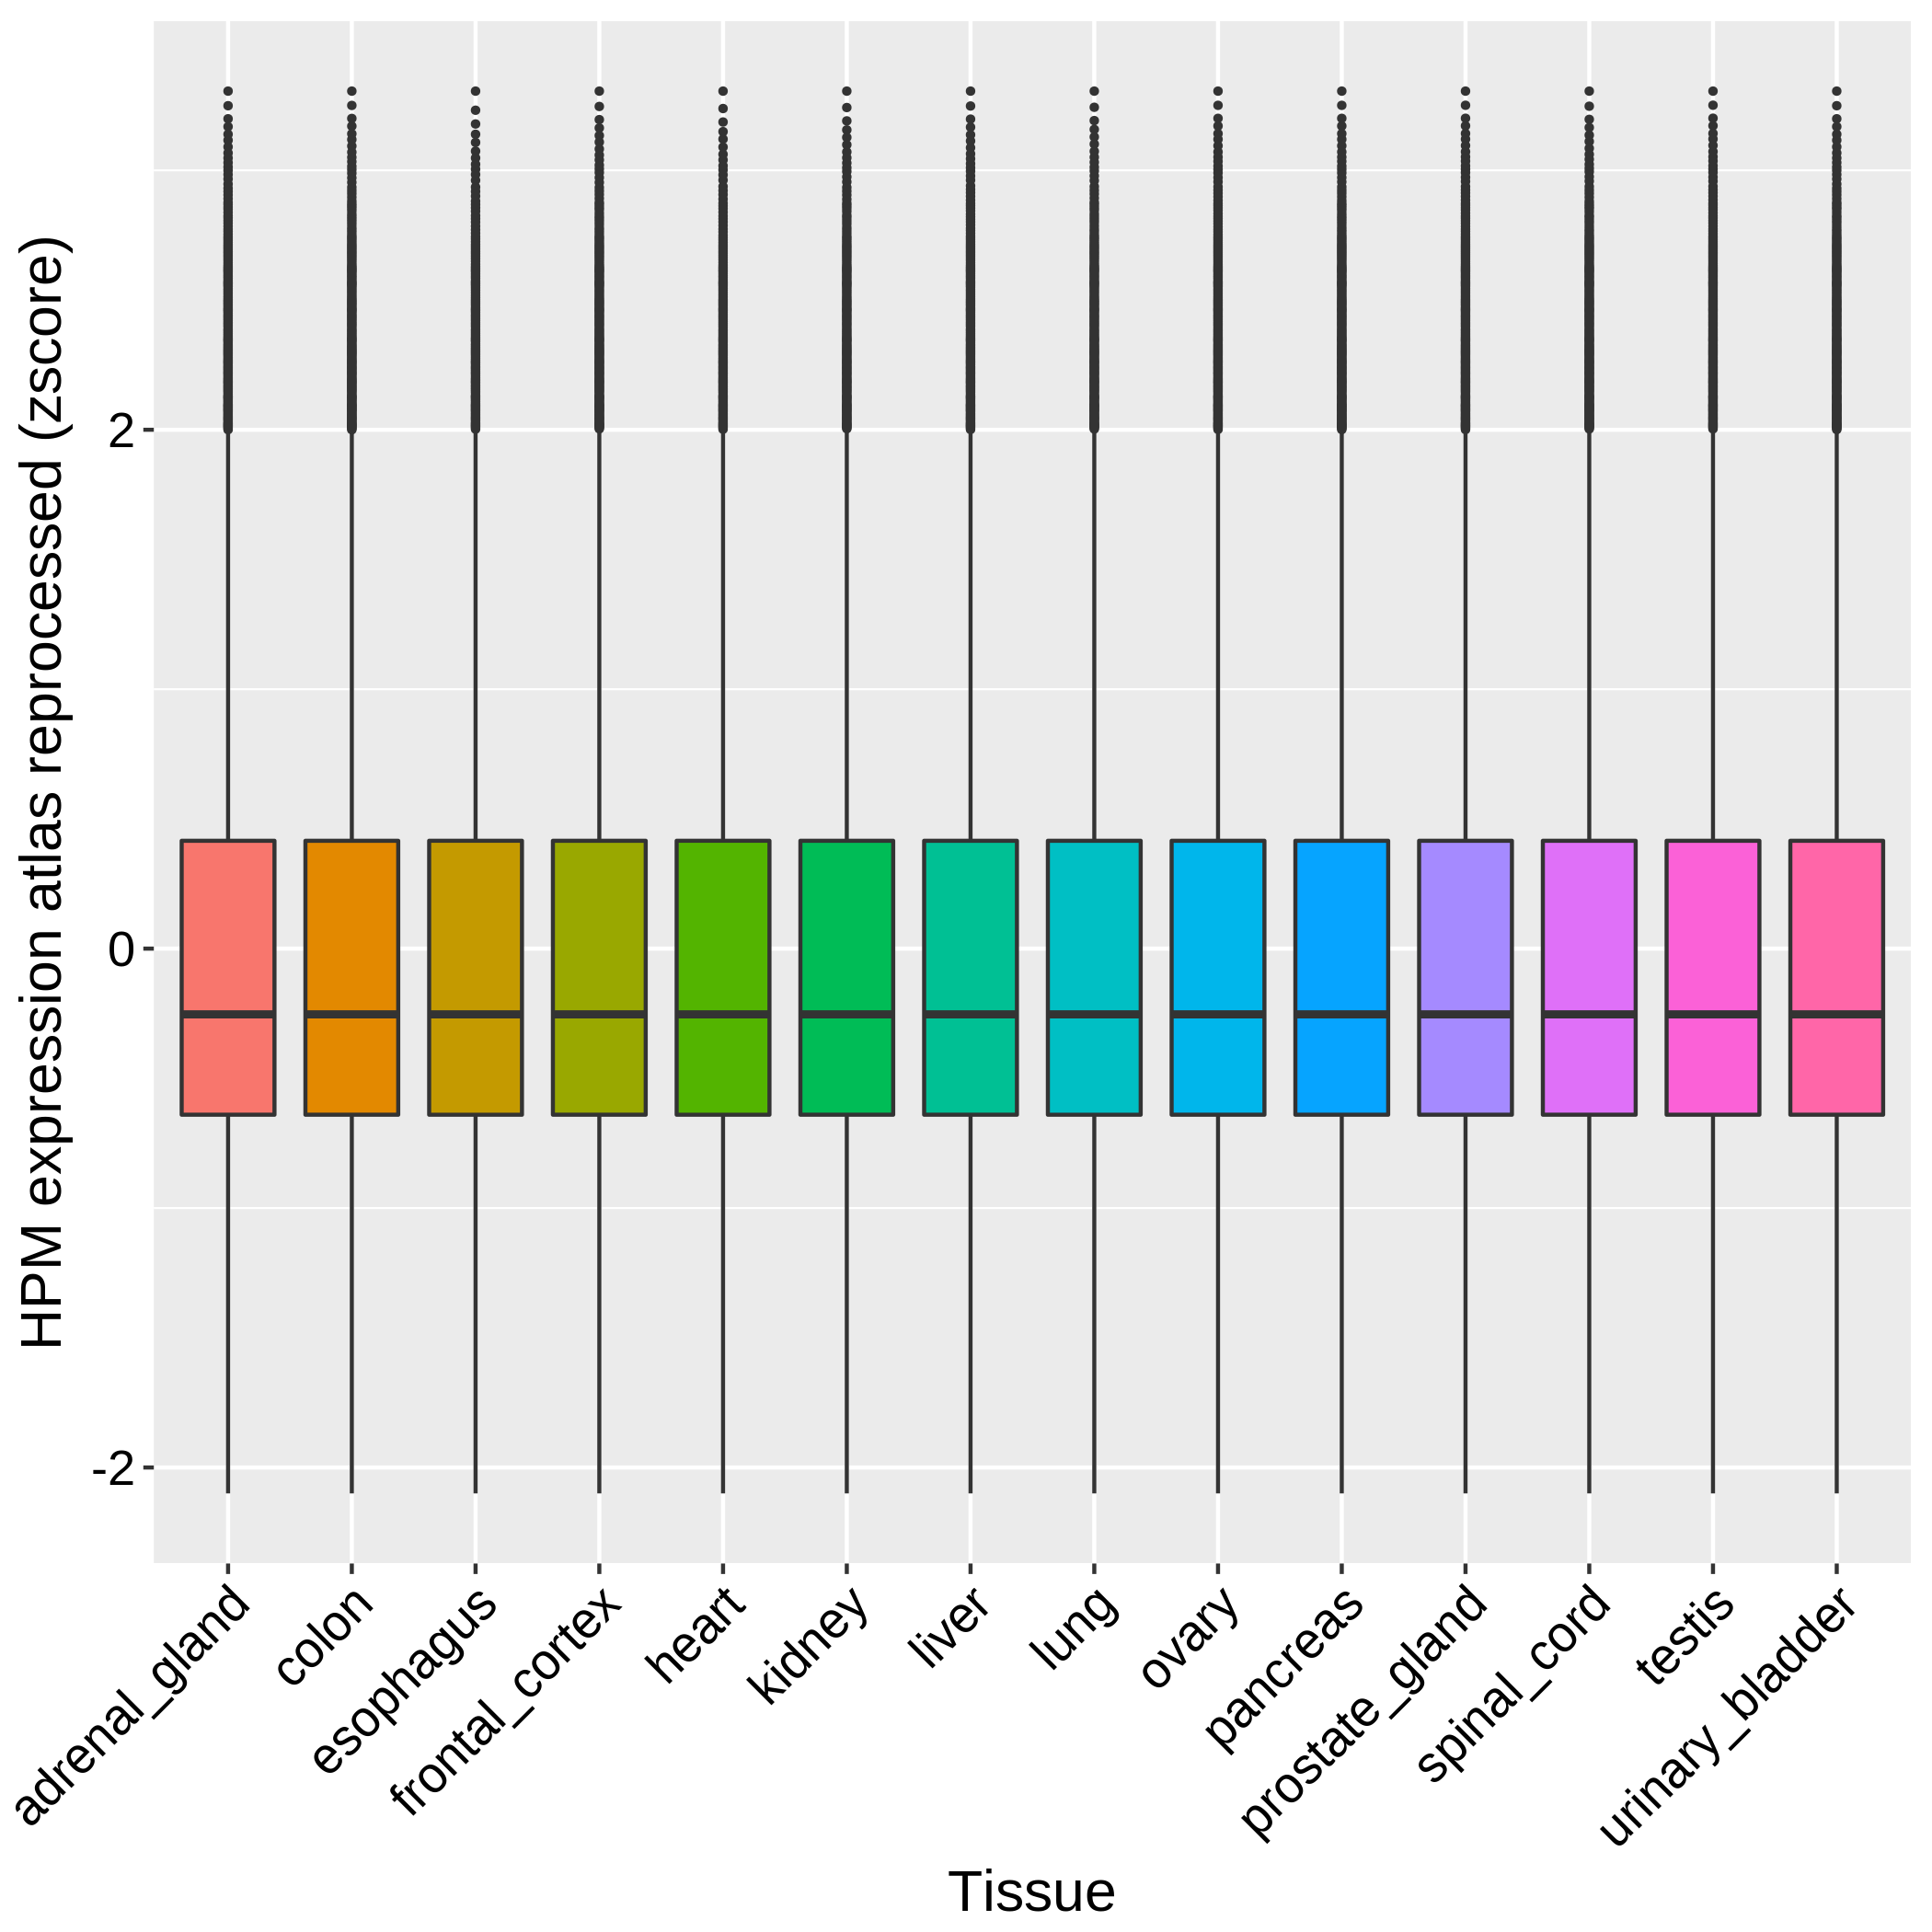 HPM expression atlas reprocessed (zscore)
2
0
-2
adrenal_gland
colon
esophagus
frontal_cortex
heart
kidney
liver
lung
ovary
pancreas
prostate_gland
spinal_cord
testis
urinary_bladder
Tissue